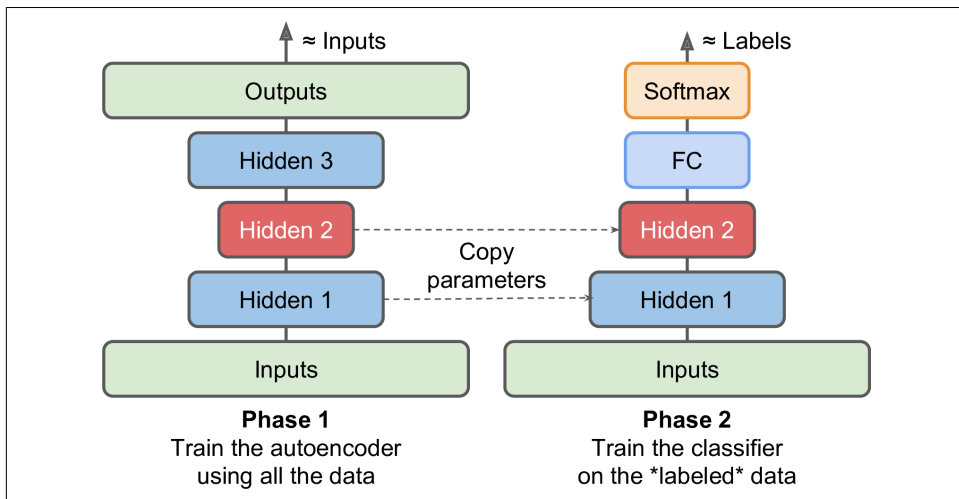 ≈ Inputs
Outputs
Hidden 3
Hidden 2
Hidden 1
Inputs
Phase 1
Train the autoencoder
using all the data
Copy
parameters
≈ Labels
Softmax
FC
Hidden 2
Hidden 1
Inputs
Phase 2
Train the classifier
on the *labeled* data